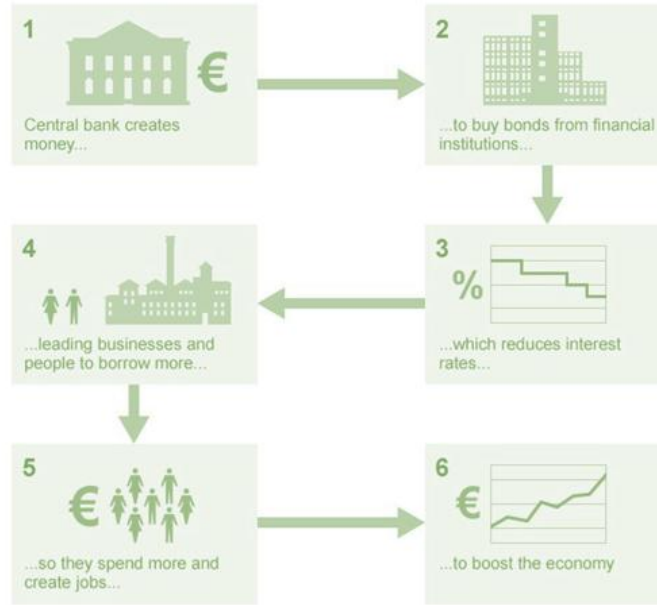 1
€
Central bank creates
money...
2
...to buy bonds from financial
institutions...
3
%
...which reduces interest
rates...
4
...leading businesses and
people to borrow more...
5
€
...so they spend more and
create jobs...
6
€
...to boost the economy